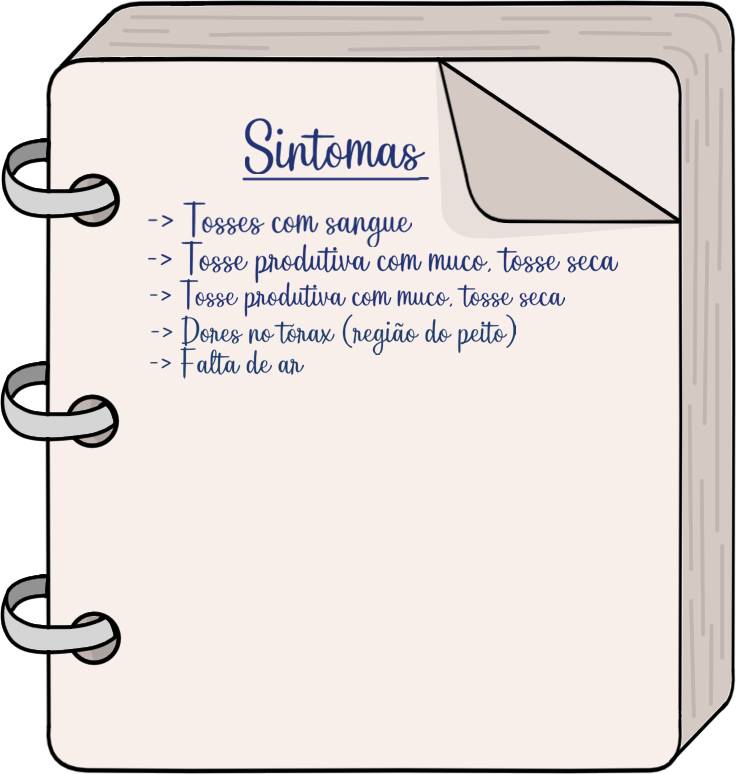 Sintomas
-> Tosses com sangue
-> Tosse produtiva com muco, tosse seca
-> Tosse produtiva com muco, tosse seca
-> Dores no tórax (região do peito)
-> Falta de ar